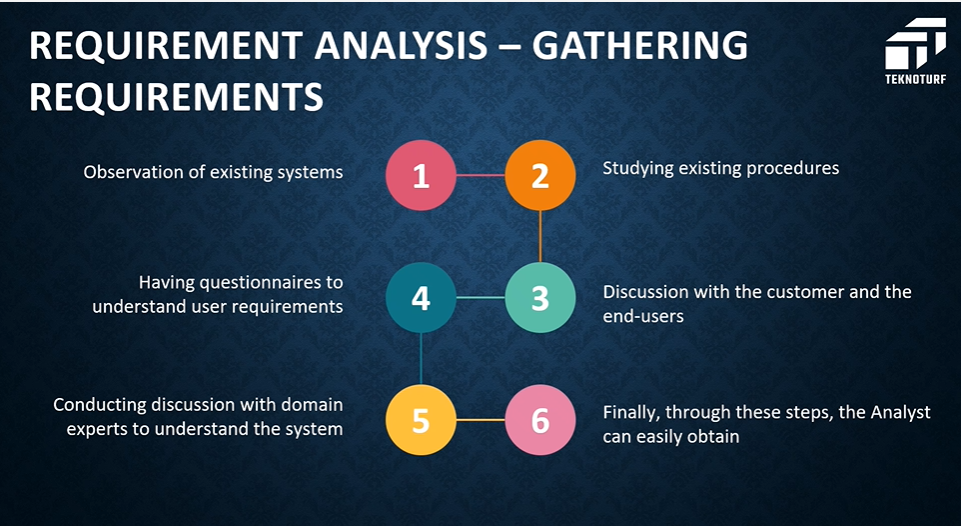 REQUIREMENT ANALYSIS – GATHERING
REQUIREMENTS
TEKNOTURF
Observation of existing systems
1
2
Studying existing procedures
Having questionnaires to
understand user requirements
4
3
Discussion with the customer and the
end-users
Conducting discussion with domain
experts to understand the system
5
6
Finally, through these steps, the Analyst
can easily obtain